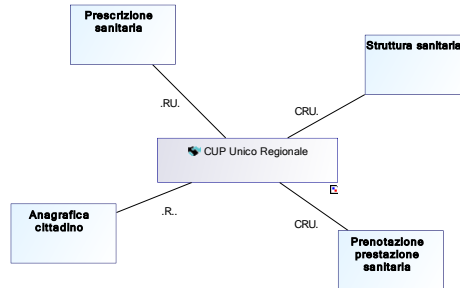 Prescrizione
sanitaria
Struttura sanitaria
.RU.
CRU.
CUP Unico Regionale
.R..
CRU.
Anagrafica
cittadino
Prenotazione
prestazione
sanitaria